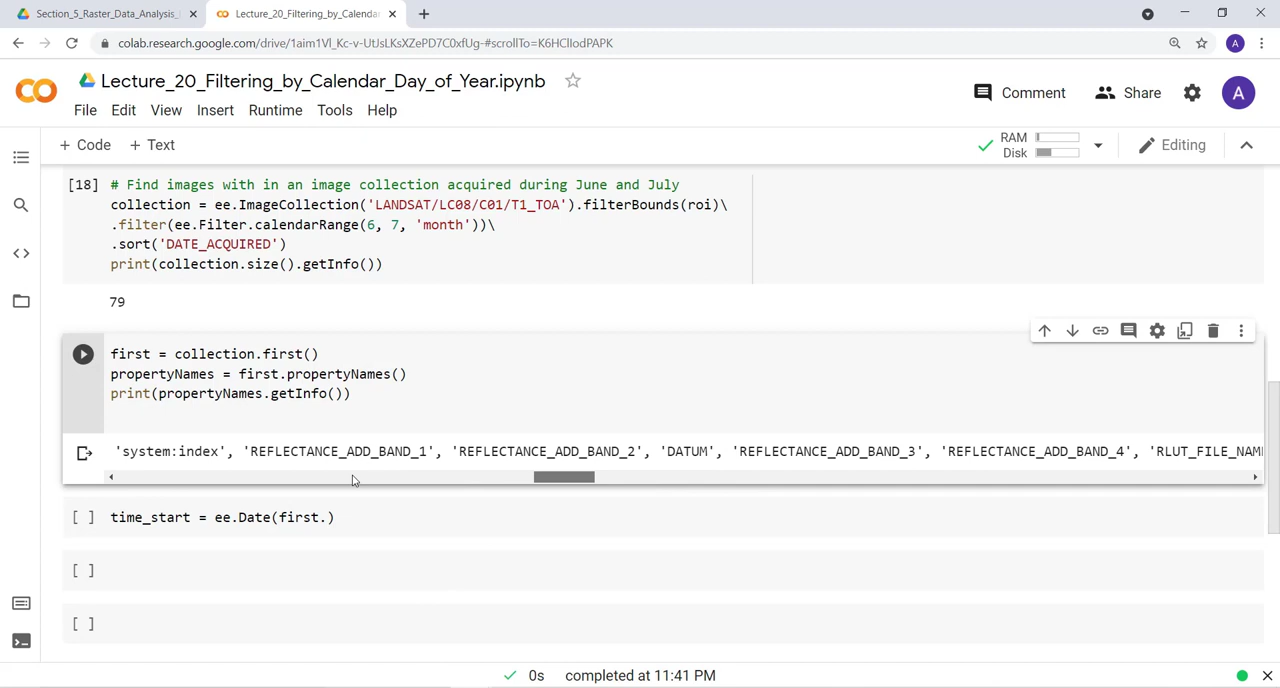 Section_5_Raster_Data_Analysis_
Lecture_20_Filtering_by_Calendar
colab.research.google.com/drive/1aim1Vl_Kc-v-UtJsLKsXZePD7C0xfUg-#scrollTo=K6HClIodPAPK
A
Lecture_20_Filtering_by_Calendar_Day_of_Year.ipynb
File Edit View Insert Runtime Tools Help
Comment Share A
+ Code + Text
RAM
Disk
Editing
[18] # Find images with in an image collection acquired during June and July
collection = ee.ImageCollection('LANDSAT/LC08/C01/T1_TOA').filterBounds(roi)\
.filter(ee.Filter.calendarRange(6, 7, 'month'))\
.sort('DATE_ACQUIRED')
print(collection.size().getInfo())
79
first = collection.first()
propertyNames = first.propertyNames()
print(propertyNames.getInfo())
'system:index', 'REFLECTANCE_ADD_BAND_1', 'REFLECTANCE_ADD_BAND_2', 'DATUM', 'REFLECTANCE_ADD_BAND_3', 'REFLECTANCE_ADD_BAND_4', 'RLUT_FILE_NAM
[ ] time_start = ee.Date(first.)
[ ]
[ ]
0s completed at 11:41 PM